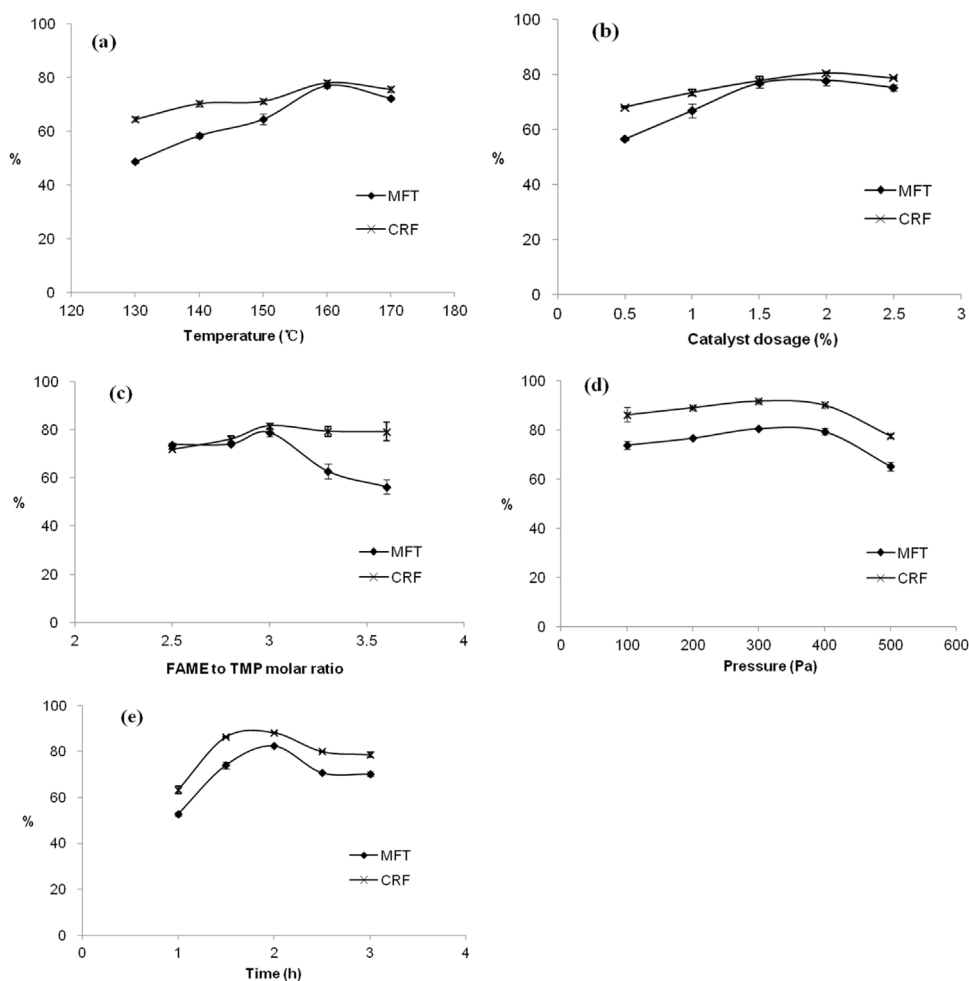 (a)
100
80
60
40
20
0
%
MFT
CRF
120 130 140 150 160 170 180
Temperature (℃)
(b)
100
80
60
40
20
0
%
MFT
CRF
0 0.5 1 1.5 2 2.5 3
Catalyst dosage (%)
(c)
100
80
60
40
20
0
%
MFT
CRF
2 2.5 3 3.5 4
FAME to TMP molar ratio
(d)
100
80
60
40
20
0
%
MFT
CRF
0 100 200 300 400 500 600
Pressure (Pa)
(e)
100
80
60
40
20
0
%
MFT
CRF
0 1 2 3 4
Time (h)